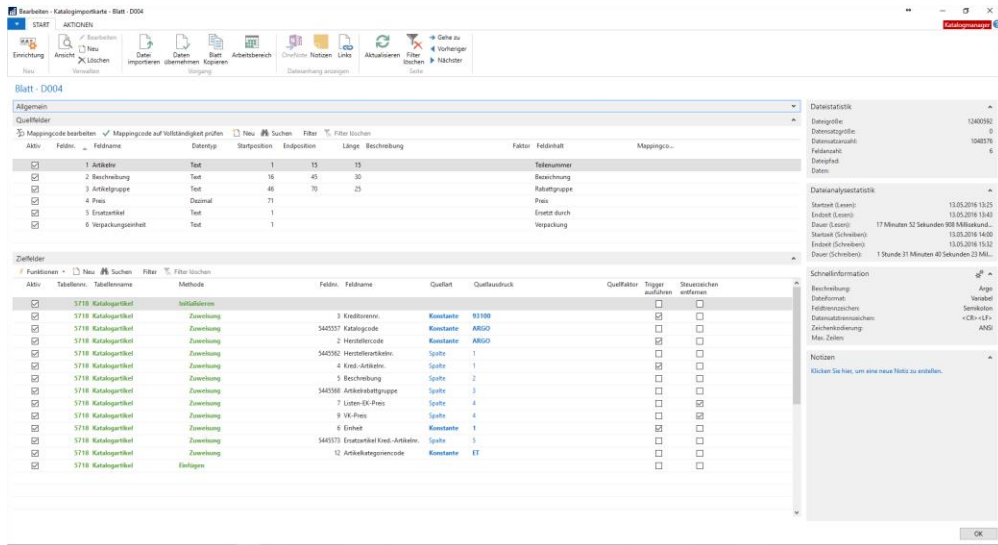 Bearbeiten - Katalogimportkarte - Blatt - D004
START AKTIONEN
Katalogmanager
Einrichtung
Ansicht
Bearbeiten
Neu
Löschen
Datei importieren
Daten übernehmen
Blatt Kopieren
Arbeitsbereich
OneNote Notizen Links
Aktualisieren
Filter löschen
Gehe zu
Vorheriger
Nächster
Neu Verwalten Vorgang Dateianhang anzeigen Seite
Blatt - D004
Allgemein
Quellfelder
Mappingcode bearbeiten Mappingcode auf Vollständigkeit prüfen Neu Suchen Filter Filter löschen
Aktiv Feldnr. Feldname Datentyp Startposition Endposition Länge Beschreibung Faktor Feldinhalt Mappingco...
1 Artikelnr Text 1 15 15 Teilenummer
2 Beschreibung Text 16 45 30 Bezeichnung
3 Artikelgruppe Text 46 70 25 Rabattgruppe
4 Preis Dezimal 71 Preis
5 Ersatzartikel Text 1 Ersetzt durch
6 Verpackungseinheit Text 1 Verpackung
Zielfelder
Funktionen Neu Suchen Filter Filter löschen
Aktiv Tabellennr. Tabellenname Methode Feldnr. Feldname Quellart Quellausdruck Quellfaktor Trigger ausführen Steuerzeichen entfernen
5718 Katalogartikel Initialisieren
5718 Katalogartikel Zuweisung 3 Kreditorennr. Konstante 93100
5718 Katalogartikel Zuweisung 5445557 Katalogcode Konstante ARGO
5718 Katalogartikel Zuweisung 2 Herstellercode Konstante ARGO
5718 Katalogartikel Zuweisung 5445562 Herstellerartikelnr. Spalte 1
5718 Katalogartikel Zuweisung 4 Kred.-Artikelnr. Spalte 1
5718 Katalogartikel Zuweisung 5 Beschreibung Spalte 2
5718 Katalogartikel Zuweisung 5445568 Artikelrabattgruppe Spalte 3
5718 Katalogartikel Zuweisung 7 Listen-EK-Preis Spalte 4
5718 Katalogartikel Zuweisung 9 VK-Preis Spalte 4
5718 Katalogartikel Zuweisung 6 Einheit Konstante 1
5718 Katalogartikel Zuweisung 5445573 Ersatzartikel Kred.-Artikelnr. Spalte 5
5718 Katalogartikel Zuweisung 12 Artikelkategoriencode Konstante ET
5718 Katalogartikel Einfügen
Dateistatistik
Dateigröße: 12400592
Datensatzgröße: 0
Datensatzanzahl: 1048576
Feldanzahl: 6
Dateipfad:
Daten:
Dateianalysestatistik
Startzeit (Lesen): 13.05.2016 13:25
Endzeit (Lesen): 13.05.2016 13:43
Dauer (Lesen): 17 Minuten 52 Sekunden 908 Millisekund...
Startzeit (Schreiben): 13.05.2016 14:00
Endzeit (Schreiben): 13.05.2016 15:32
Dauer (Schreiben): 1 Stunde 31 Minuten 40 Sekunden 23 Mil...
Schnellinformation
Beschreibung: Argo
Dateiformat: Variabel
Feldtrennzeichen: Semikolon
Datensatztrennzeichen: <CR><LF>
Zeichenkodierung: ANSI
Max. Zeilen:
Notizen
Klicken Sie hier, um eine neue Notiz zu erstellen.
OK